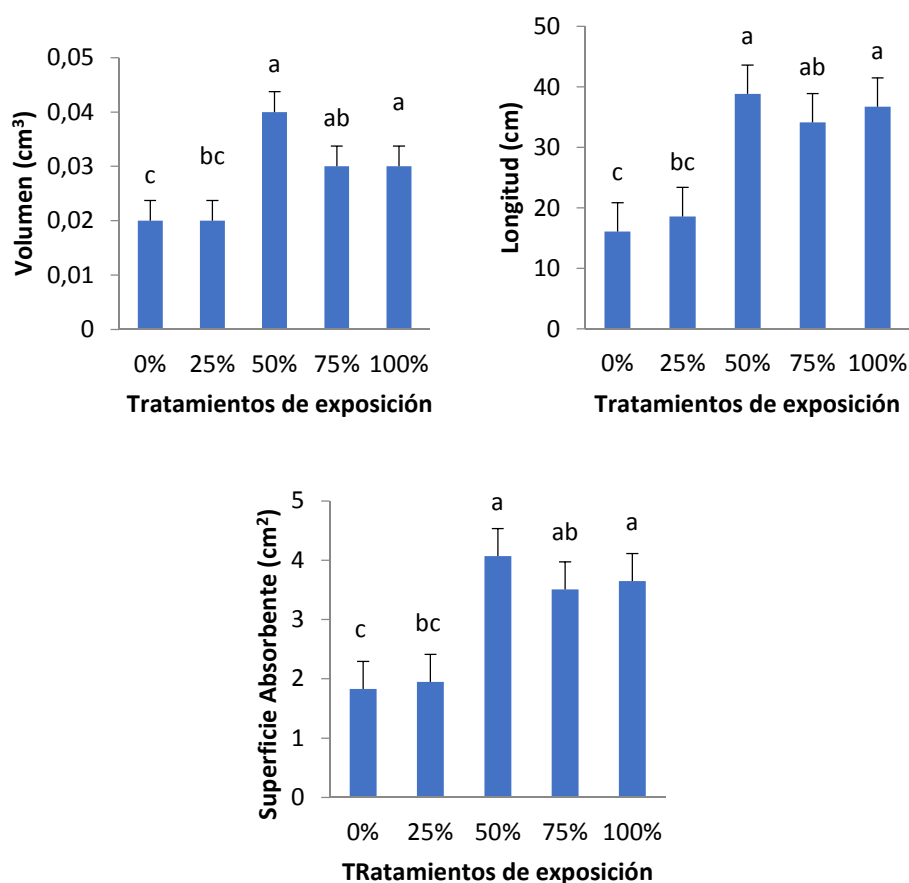 Volumen (cm³)
0,05
0,04
0,03
0,02
0,01
0
c
bc
a
ab
a
0% 25% 50% 75% 100%
Tratamientos de exposición
Longitud (cm)
50
40
30
20
10
0
c
bc
a
ab
a
0% 25% 50% 75% 100%
Tratamientos de exposición
Superficie Absorbente (cm²)
5
4
3
2
1
0
c
bc
a
ab
a
0% 25% 50% 75% 100%
TRatamientos de exposición